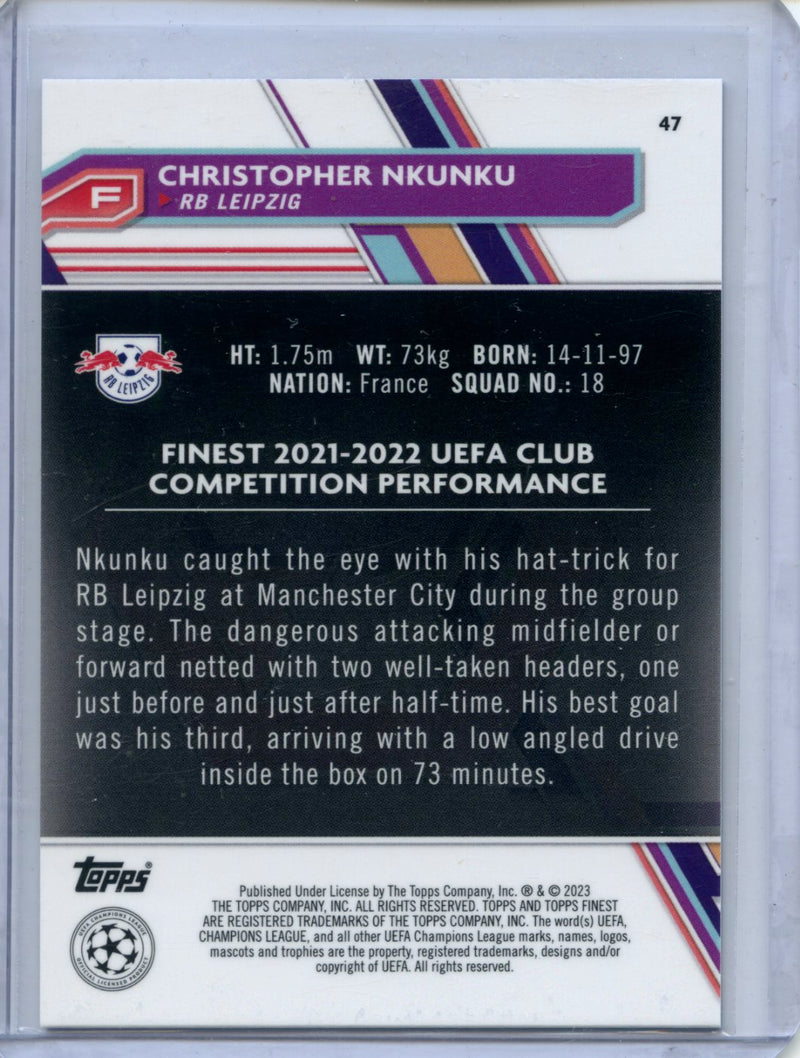 47
CHRISTOPHER NKUNKU
F
RB LEIPZIG
HT: 1.75m WT: 73kg BORN: 14-11-97
RB LEIPZIG
NATION: France SQUAD NO.: 18
FINEST 2021-2022 UEFA CLUB
COMPETITION PERFORMANCE
Nkunku caught the eye with his hat-trick for
RB Leipzig at Manchester City during the group
stage. The dangerous attacking midfielder or
forward netted with two well-taken headers, one
just before and just after half-time. His best goal
was his third, arriving with a low angled drive
inside the box on 73 minutes.
Topps®
Published Under License by The Topps Company, Inc. ® & © 2023
THE TOPPS COMPANY, INC. ALL RIGHTS RESERVED. TOPPS AND TOPPS FINEST
ARE REGISTERED TRADEMARKS OF THE TOPPS COMPANY, INC. The word(s) UEFA,
CHAMPIONS LEAGUE, and all other UEFA Champions League marks, names, logos,
mascots and trophies are the property, registered trademarks, designs and/or
copyright of UEFA. All rights reserved.
UEFA CHAMPIONS LEAGUE
OFFICIAL LICENSED PRODUCT